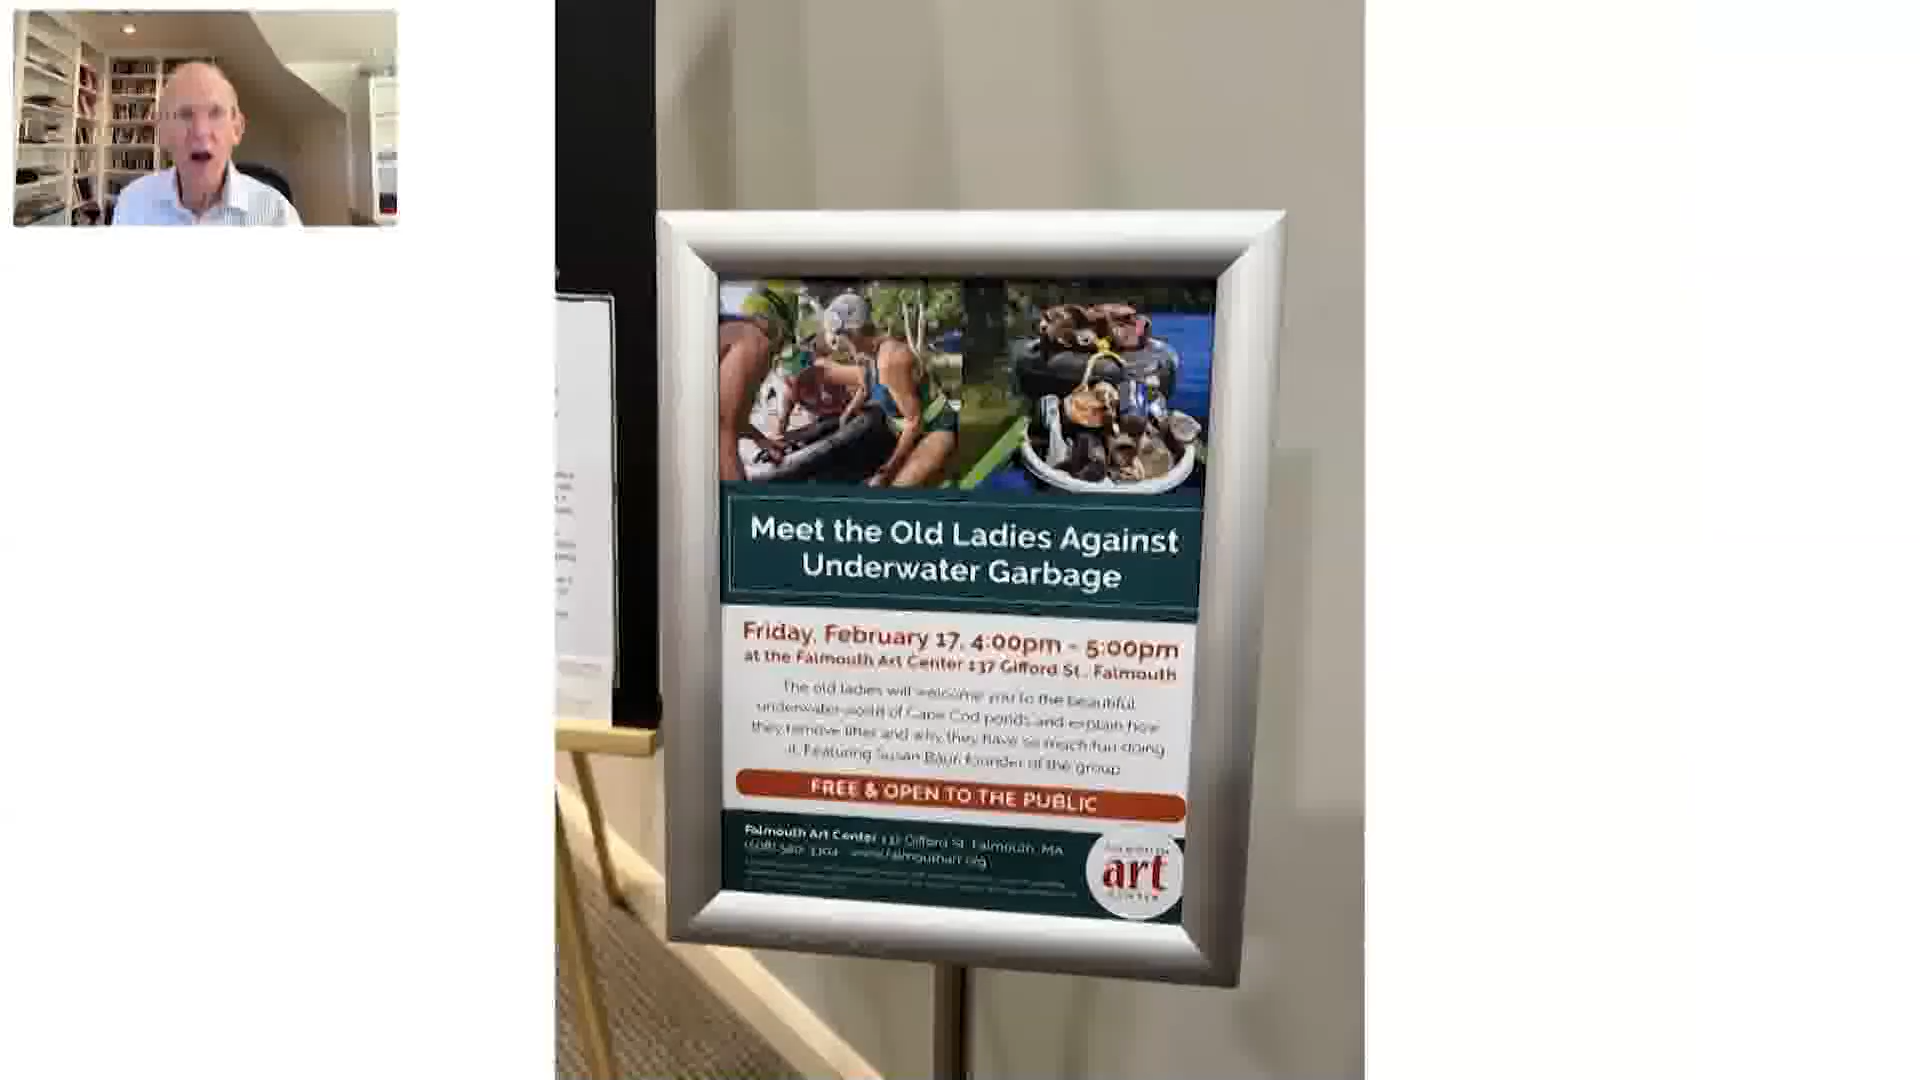 Meet the Old Ladies Against
Underwater Garbage
Friday, February 17, 4:00pm - 5:00pm
at the Falmouth Art Center 137 Gifford St., Falmouth
The old ladies will welcome you to the beautiful
underwater world of Cape Cod ponds and explain how
they remove litter and why they have so much fun doing
it. Featuring Susan Baur, founder of the group.
FREE & OPEN TO THE PUBLIC
Falmouth Art Center 137 Gifford St. Falmouth, MA
art
CENTER